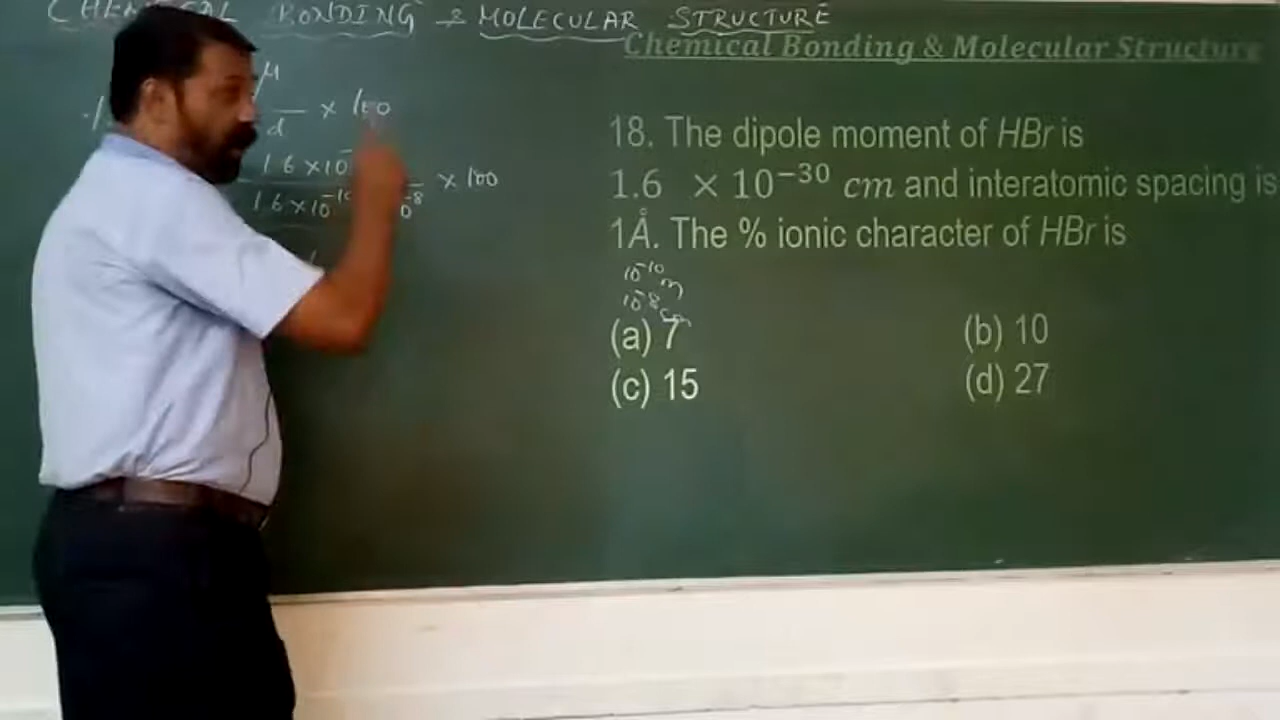 CHEMICAL BONDING & MOLECULAR STRUCTURE
Chemical Bonding & Molecular Structure
μ
d × 100
1.6 × 10⁻
1.6 × 10⁻¹⁹ 10⁻⁸ × 100
18. The dipole moment of HBr is
1.6 × 10⁻³⁰ cm and interatomic spacing is
1Å. The % ionic character of HBr is
10⁻¹⁰ m
10⁻⁸ cm
(a) 7
(b) 10
(c) 15
(d) 27